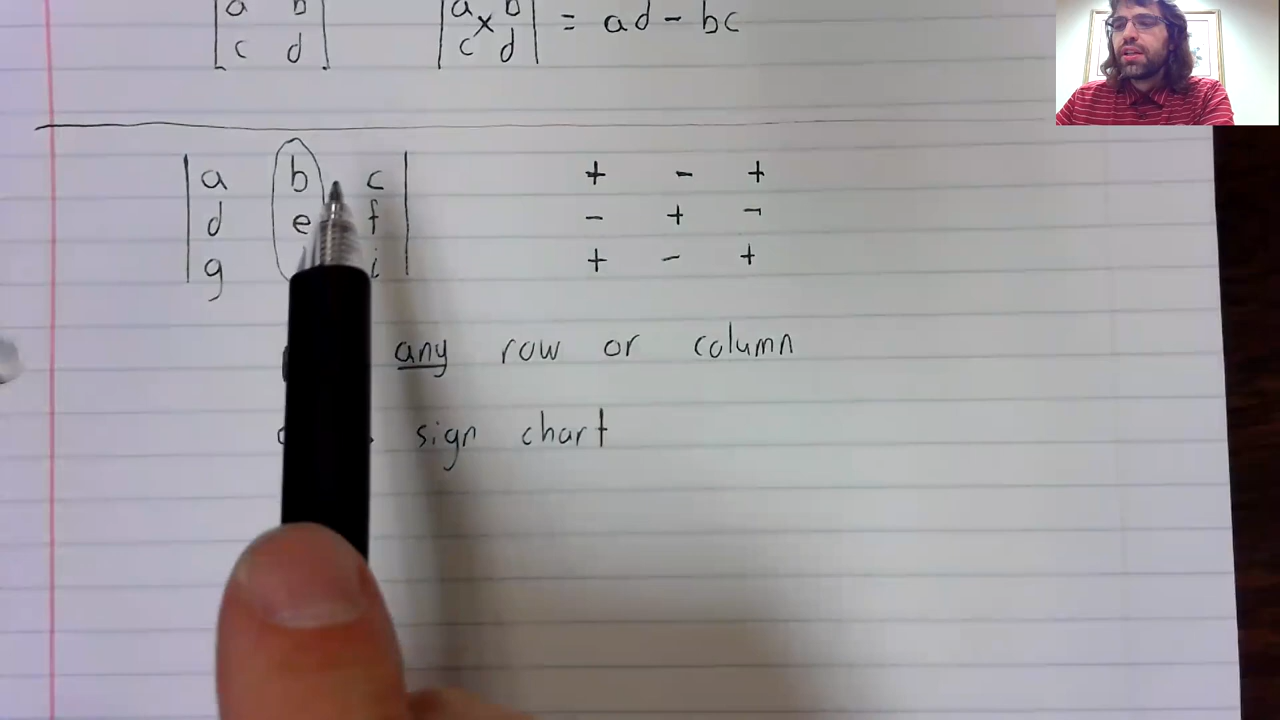 a b a b = ad - bc
c d c d
a b c + - +
d e f - + -
g i + - +
any row or column
sign chart